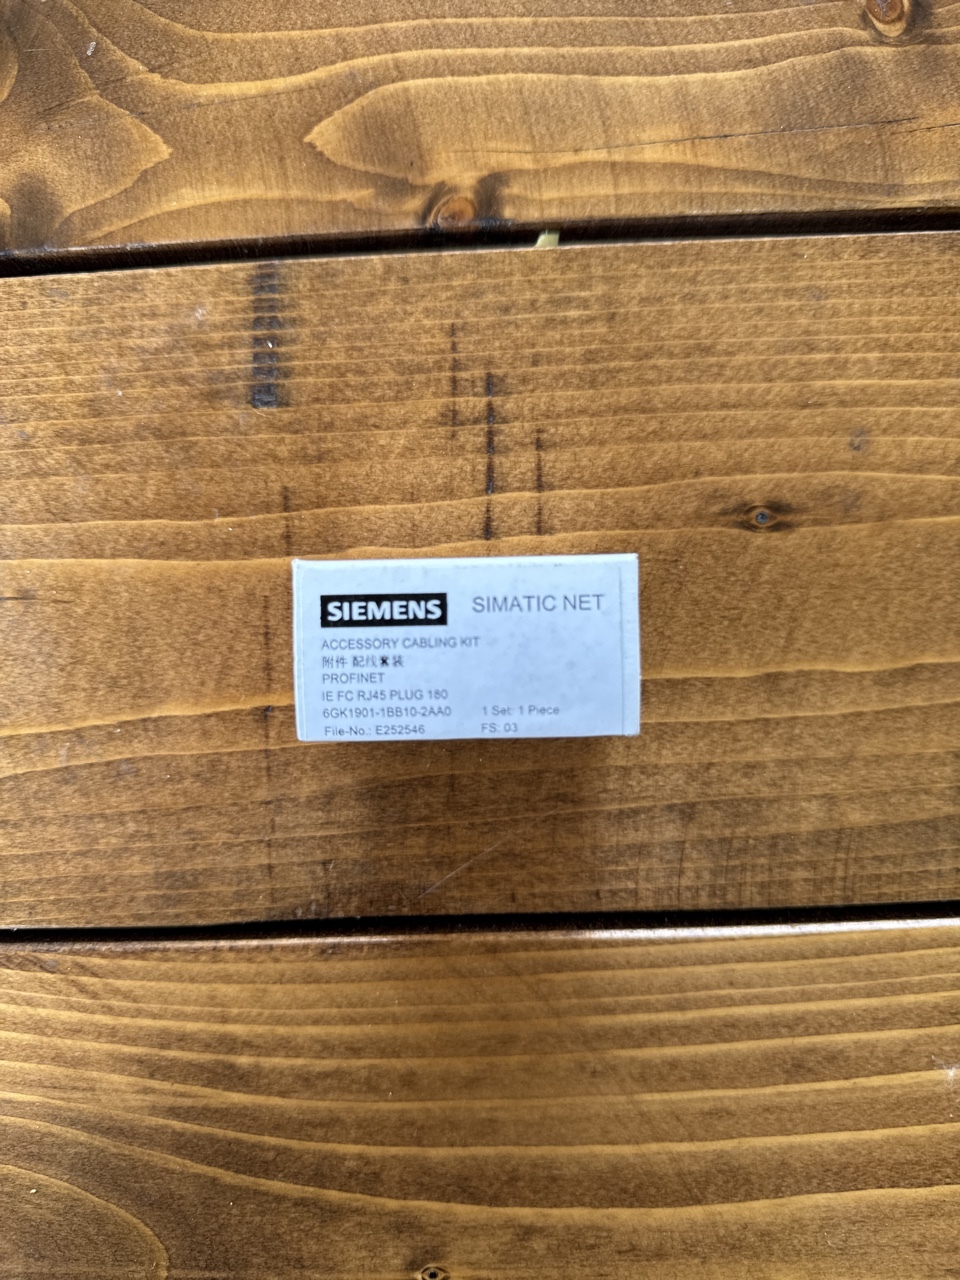 SIEMENS SIMATIC NET
ACCESSORY CABLING KIT
附件 配线套装
PROFINET
IE FC RJ45 PLUG 180
6GK1901-1BB10-2AA0 1 Set: 1 Piece
File-No.: E252546 FS: 03